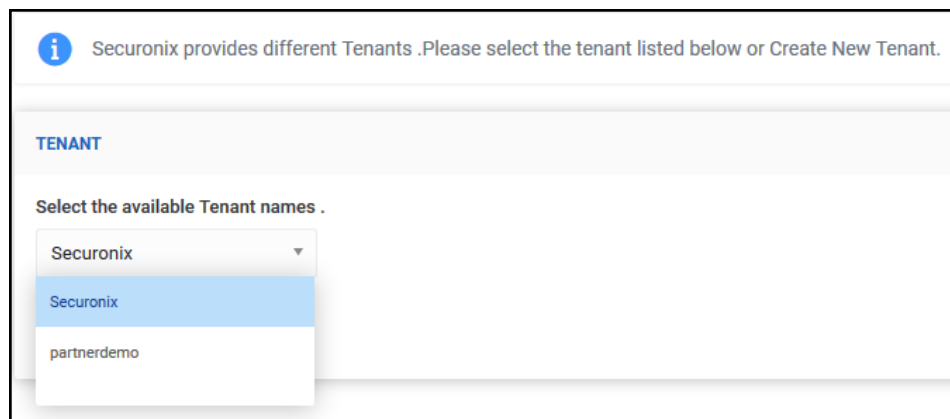 Securonix provides different Tenants .Please select the tenant listed below or Create New Tenant.
TENANT
Select the available Tenant names .
Securonix
Securonix
partnerdemo